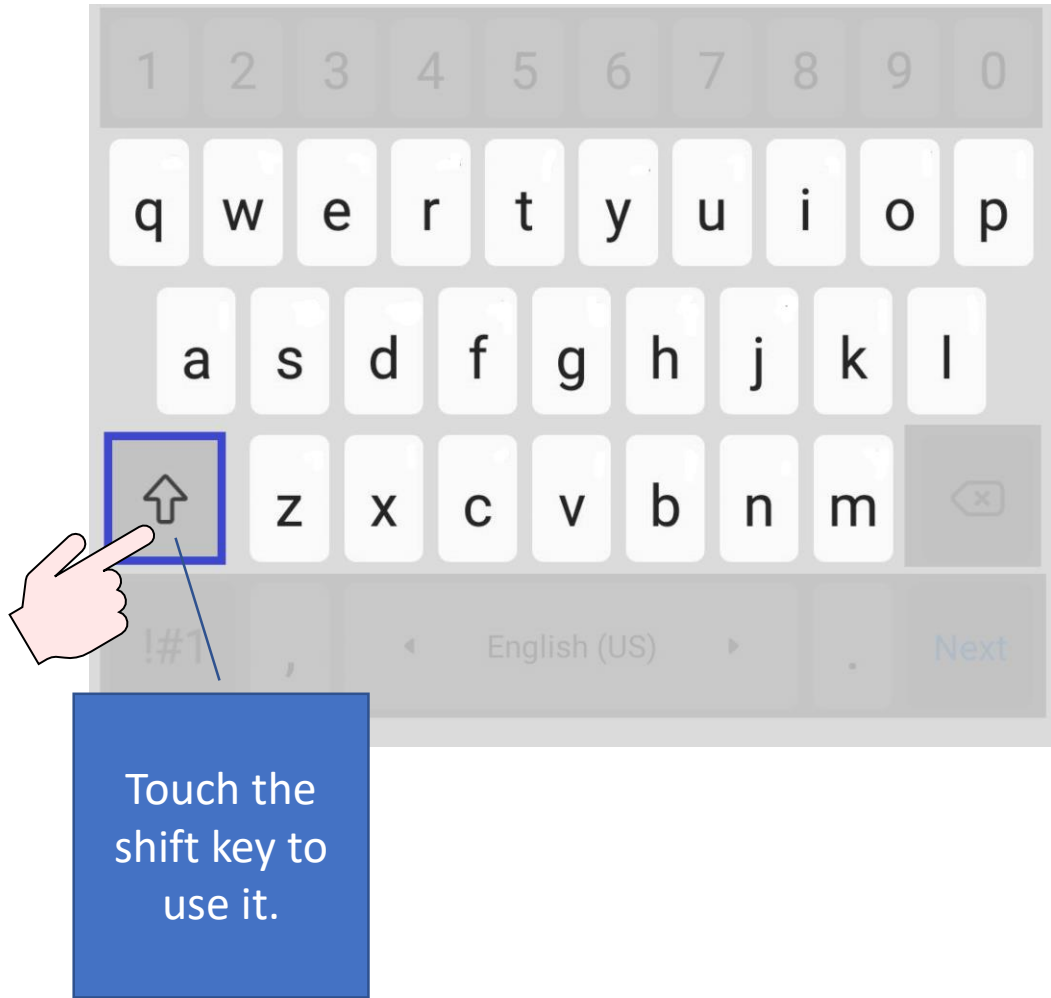 1 2 3 4 5 6 7 8 9 0
q w e r t y u i o p
a s d f g h j k l
z x c v b n m
!#1 , English (US) . Next
Touch the
shift key to
use it.